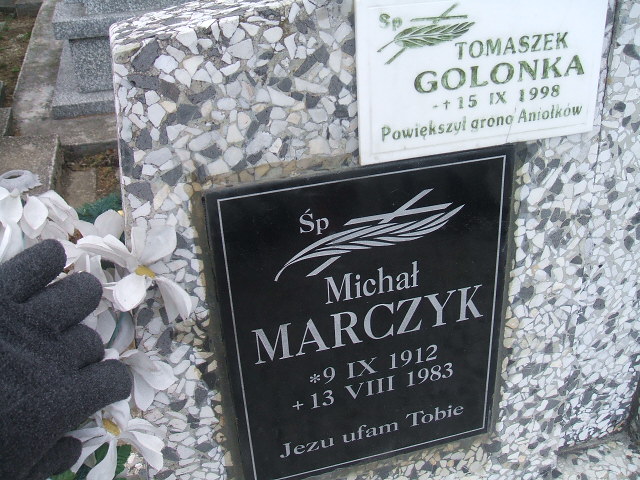 Śp
TOMASZEK
GOLONKA
+ 15 IX 1998
Powiększył grono Aniołków
Śp
Michał
MARCZYK
*9 IX 1912
+ 13 VIII 1983
Jezu ufam Tobie